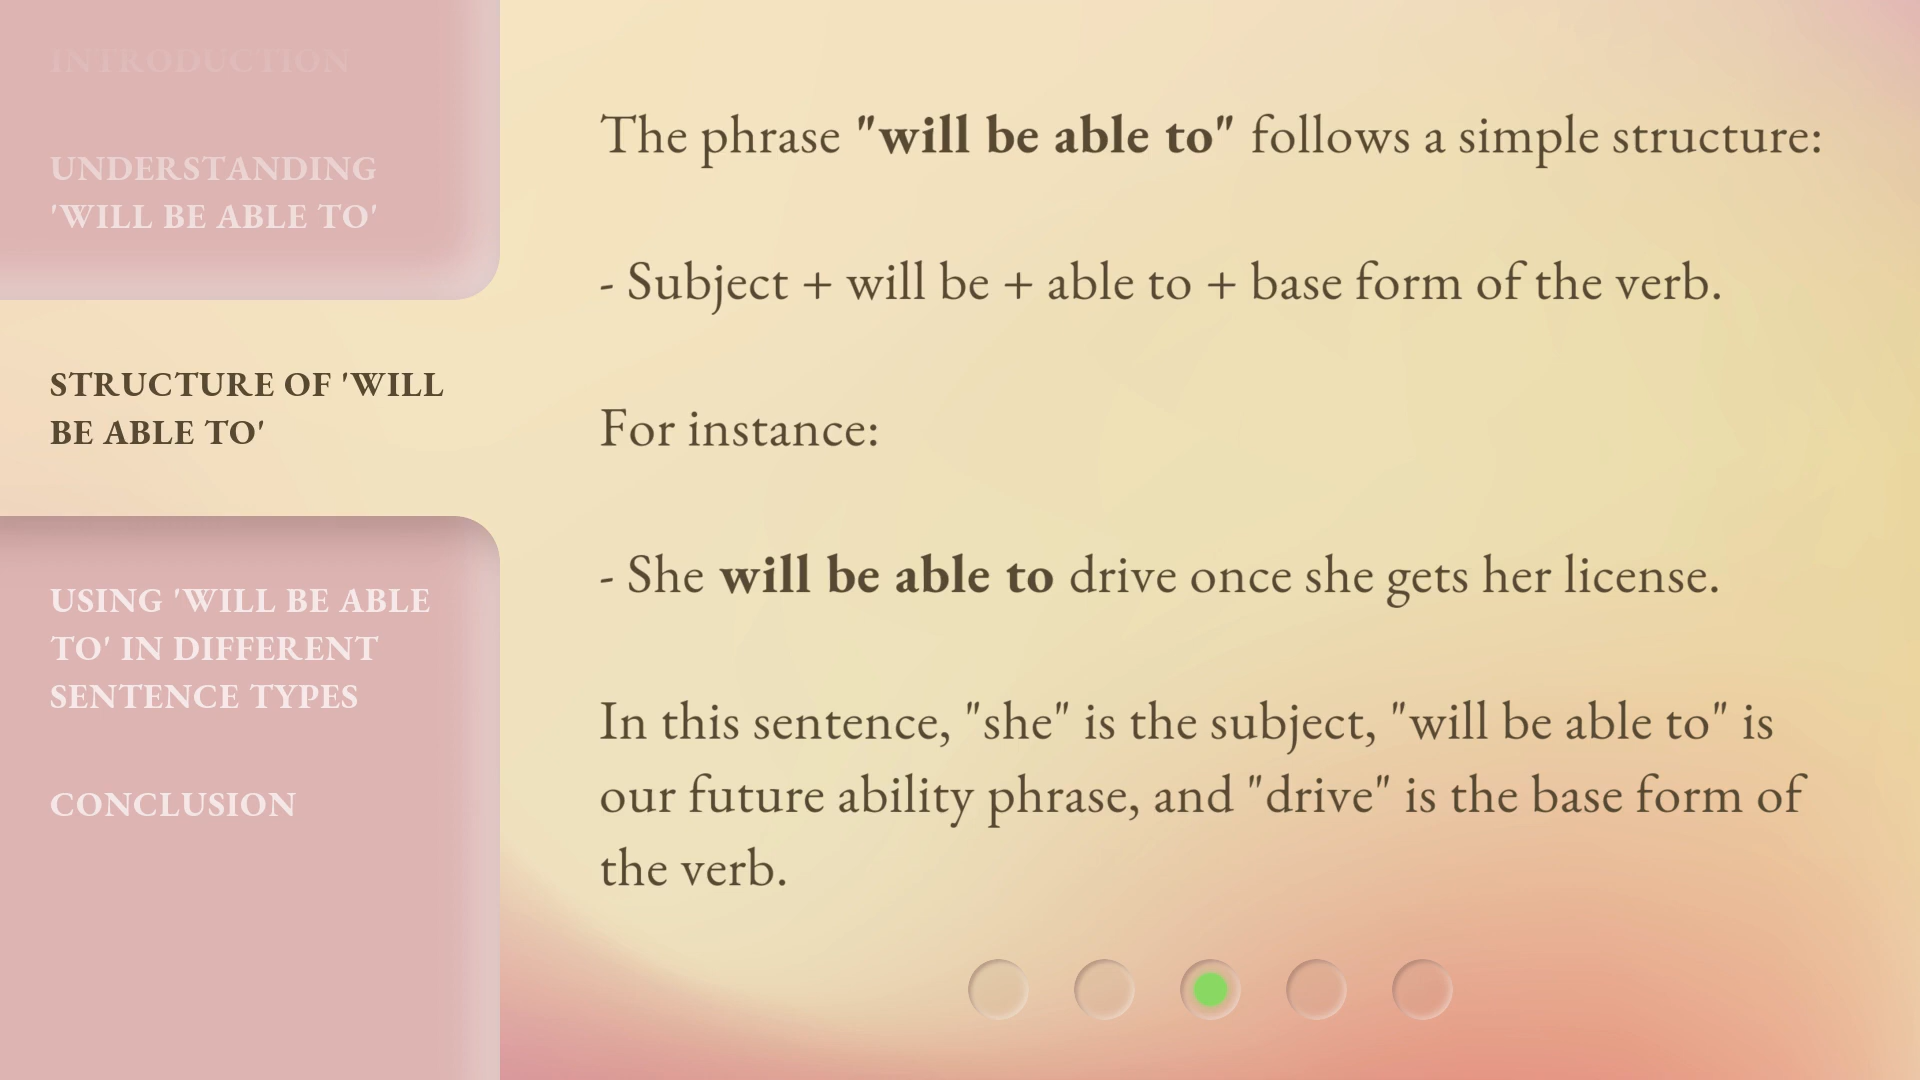 INTRODUCTION
UNDERSTANDING
'WILL BE ABLE TO'
STRUCTURE OF 'WILL
BE ABLE TO'
USING 'WILL BE ABLE
TO' IN DIFFERENT
SENTENCE TYPES
CONCLUSION
The phrase "will be able to" follows a simple structure:
- Subject + will be + able to + base form of the verb.
For instance:
- She will be able to drive once she gets her license.
In this sentence, "she" is the subject, "will be able to" is
our future ability phrase, and "drive" is the base form of
the verb.